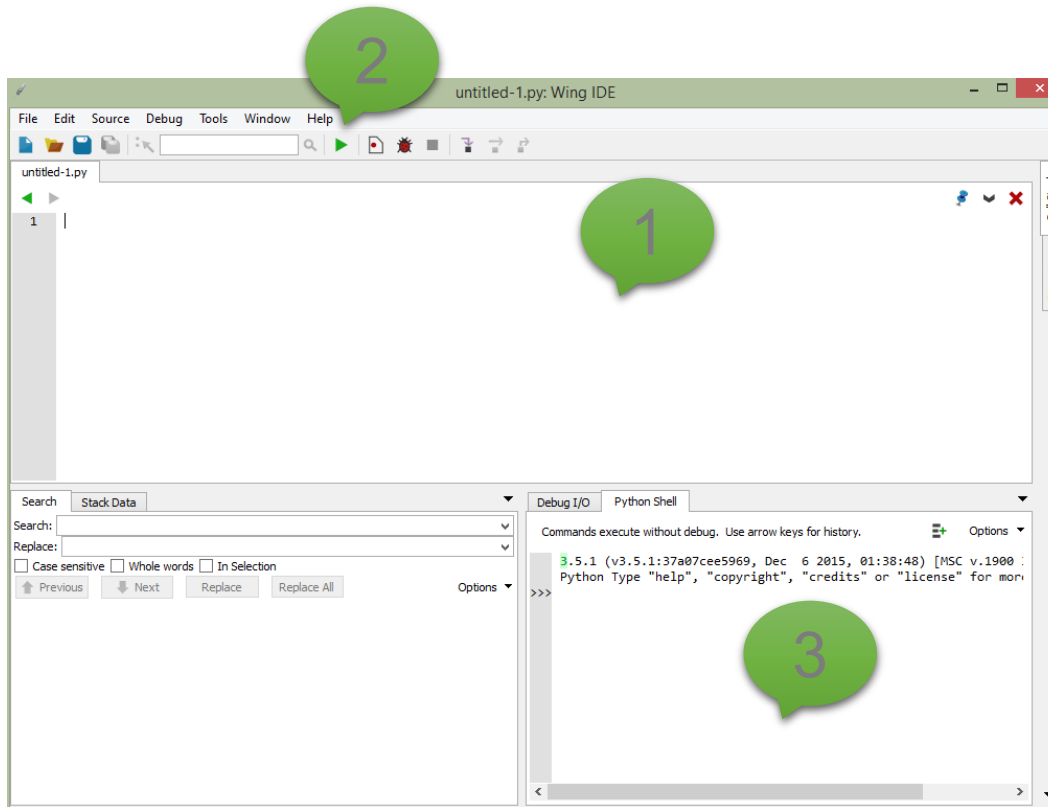 2
untitled-1.py: Wing IDE
File Edit Source Debug Tools Window Help
untitled-1.py
1
1
Search Stack Data
Search:
Replace:
Case sensitive Whole words In Selection
Previous Next Replace Replace All Options
Debug I/O Python Shell
Commands execute without debug. Use arrow keys for history. Options
3.5.1 (v3.5.1:37a07cee5969, Dec 6 2015, 01:38:48) [MSC v.1900
Python Type "help", "copyright", "credits" or "license" for more
>>>
3